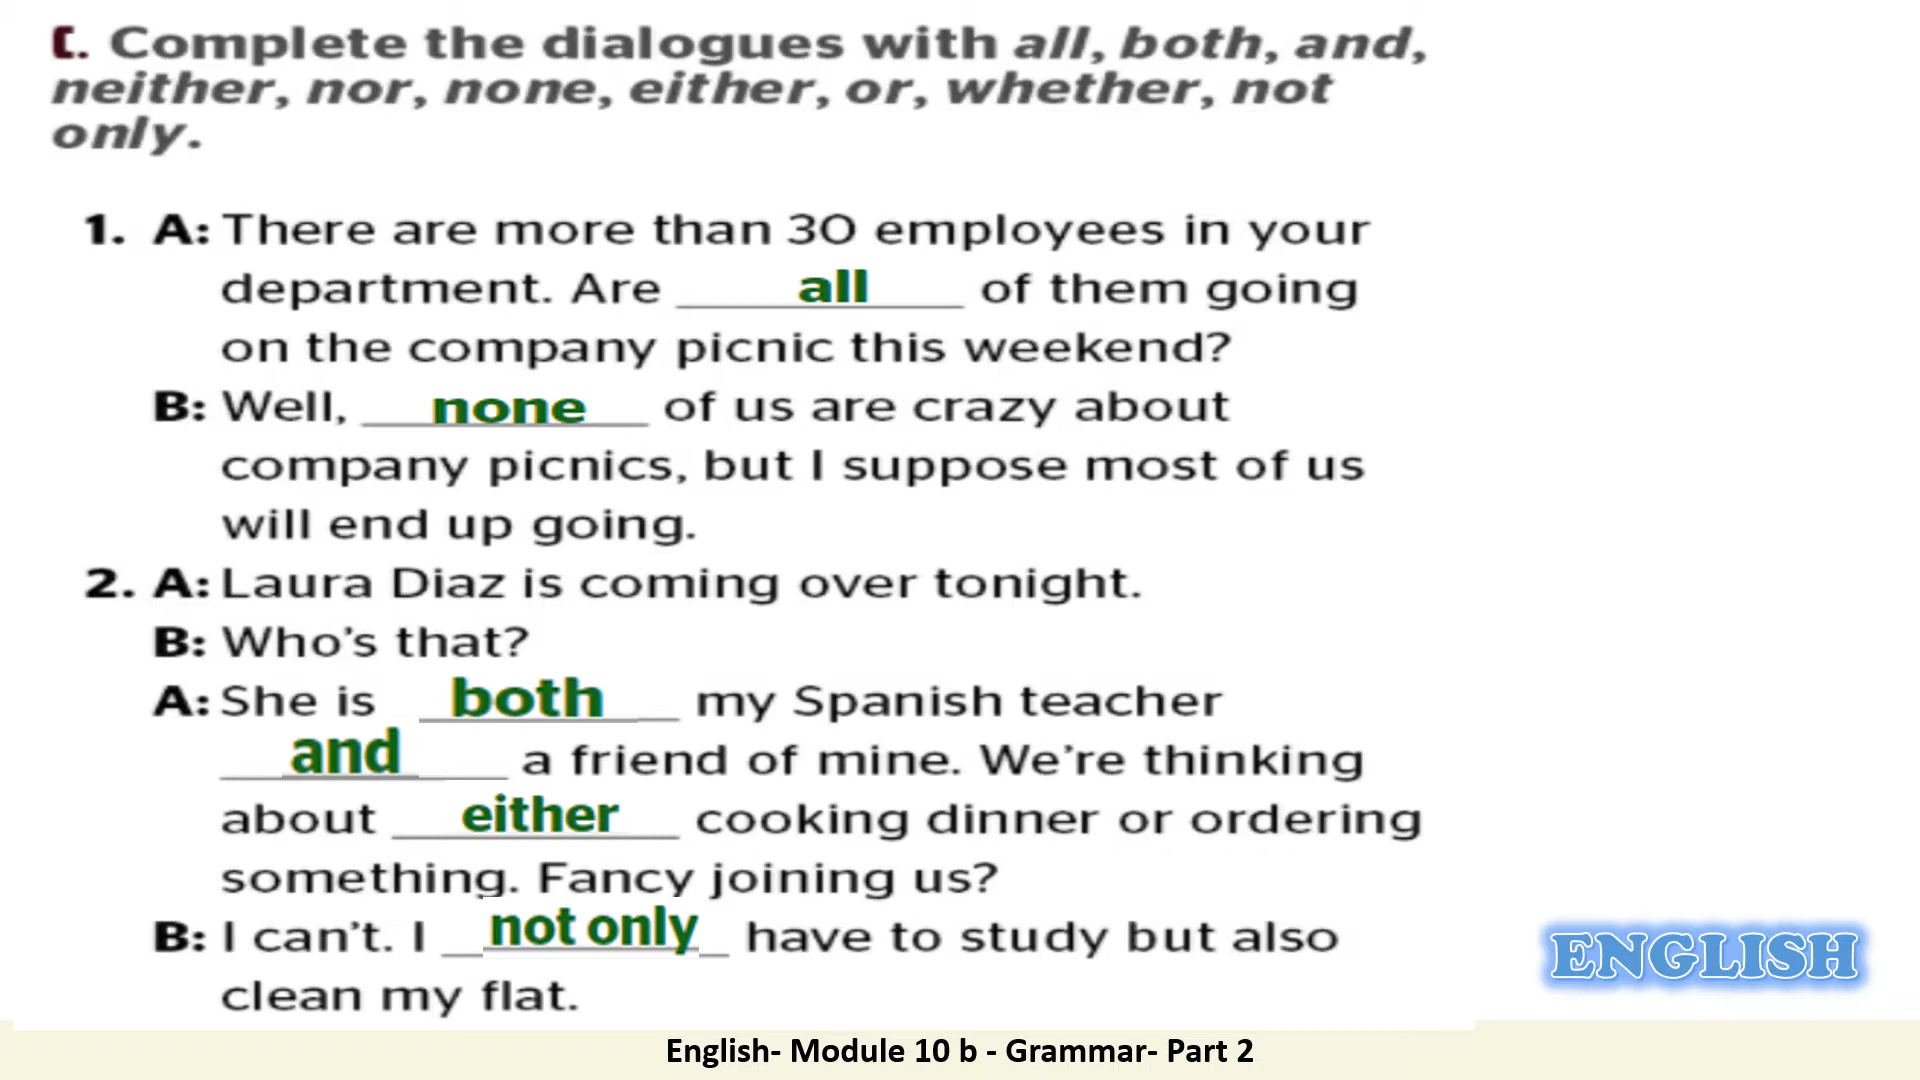 C. Complete the dialogues with all, both, and,
neither, nor, none, either, or, whether, not
only.
1. A: There are more than 30 employees in your
department. Are all of them going
on the company picnic this weekend?
B: Well, none of us are crazy about
company picnics, but I suppose most of us
will end up going.
2. A: Laura Diaz is coming over tonight.
B: Who's that?
A: She is both my Spanish teacher
and a friend of mine. We're thinking
about either cooking dinner or ordering
something. Fancy joining us?
B: I can't. I not only have to study but also
clean my flat.
ENGLISH
English- Module 10 b - Grammar- Part 2